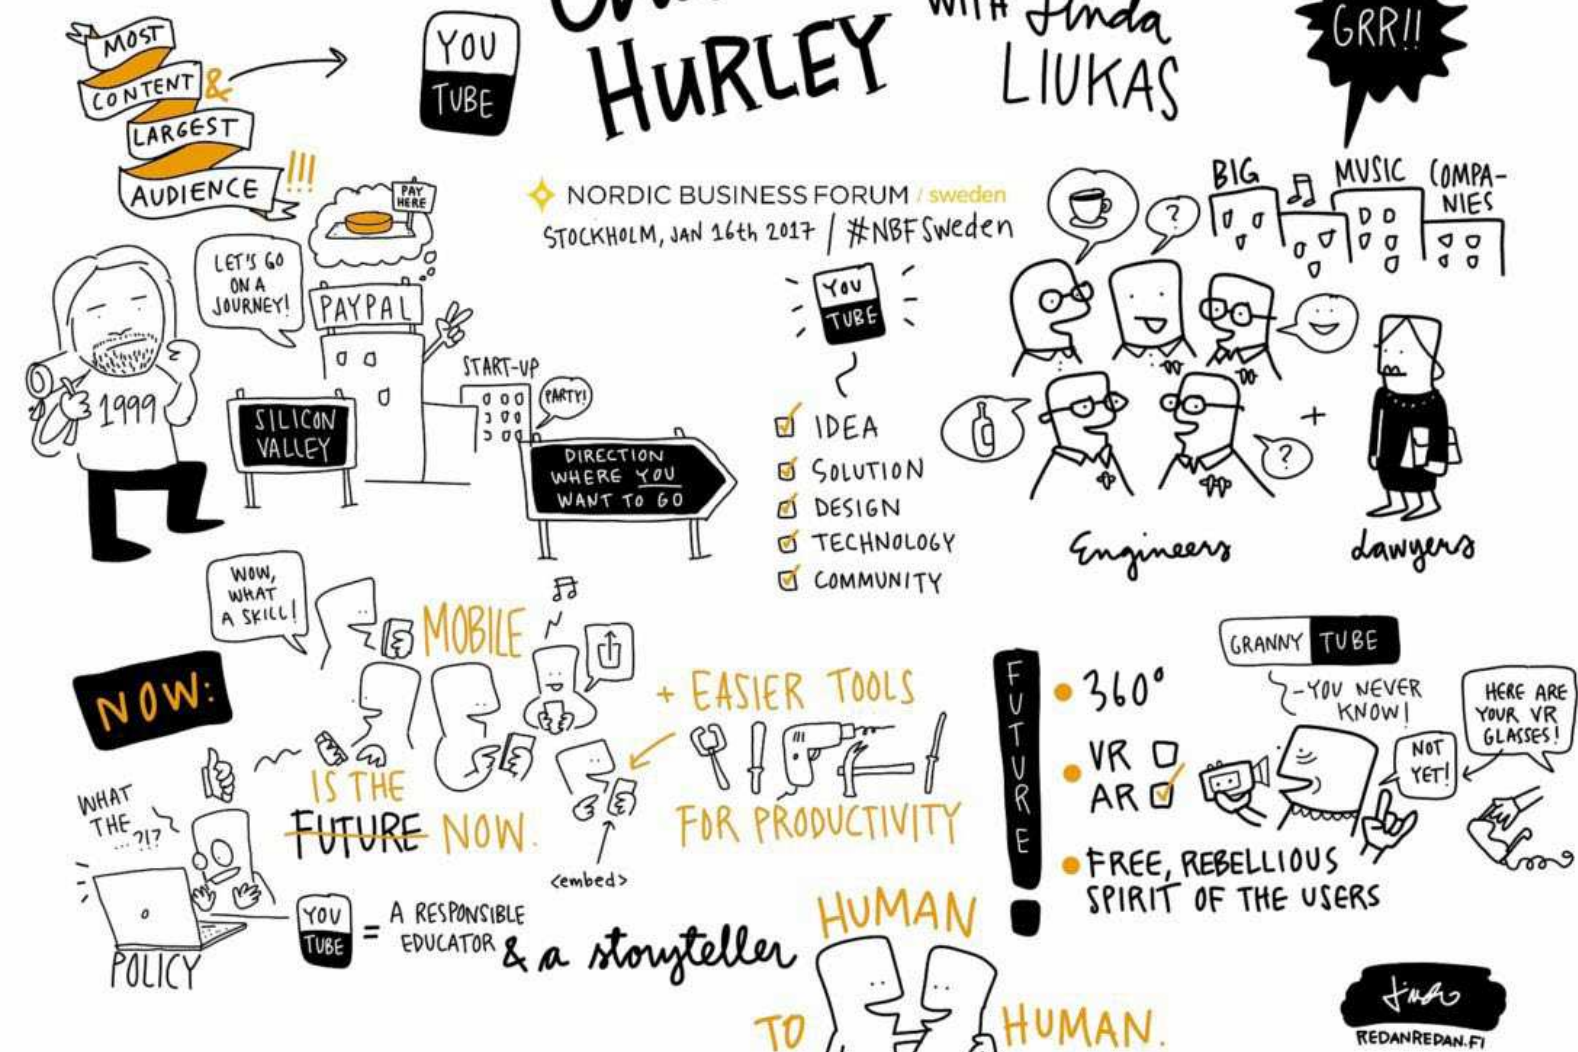 MOST
CONTENT &
LARGEST
AUDIENCE !!!
YOU
TUBE
HURLEY
WITH Linda
LIUKAS
GRR!!
NORDIC BUSINESS FORUM / sweden
STOCKHOLM, JAN 16th 2017 / #NBFSweden
LET'S GO
ON A
JOURNEY!
PAY
HERE
PAYPAL
1999
SILICON
VALLEY
START-UP
PARTY!
DIRECTION
WHERE YOU
WANT TO GO
YOU
TUBE
IDEA
SOLUTION
DESIGN
TECHNOLOGY
COMMUNITY
BIG MUSIC COMPA-
NIES
?
?
+
Engineers
Lawyers
NOW:
WOW,
WHAT
A SKILL!
MOBILE
IS THE
FUTURE NOW.
+ EASIER TOOLS
FOR PRODUCTIVITY
<embed>
WHAT
THE
...?!?
POLICY
YOU
TUBE
= A RESPONSIBLE
EDUCATOR & a storyteller
HUMAN
TO HUMAN.
FUTURE!
360°
VR
AR
FREE, REBELLIOUS
SPIRIT OF THE USERS
GRANNY TUBE
-YOU NEVER
KNOW!
NOT
YET!
HERE ARE
YOUR VR
GLASSES!
REDANREDAN.FI